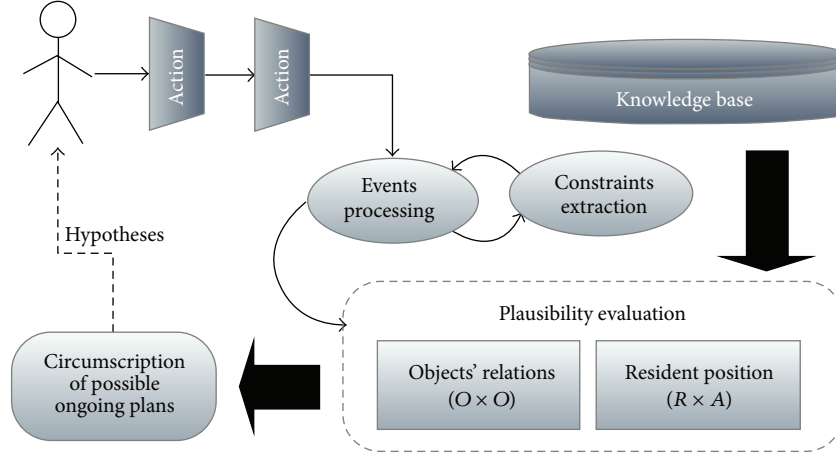 Action
Action
Knowledge base
Events
processing
Constraints
extraction
Hypotheses
Plausibility evaluation
Circumscription
of possible
ongoing plans
Objects' relations
(O × O)
Resident position
(R × A)